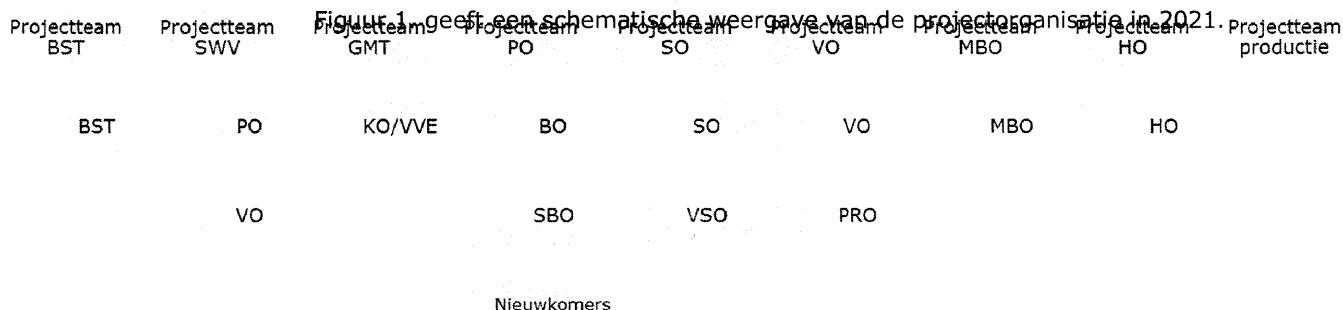 Figuur 1 geeft een schematische weergave van de projectorganisatie in 2021.
Projectteam Projectteam Projectteam Projectteam Projectteam Projectteam Projectteam Projectteam Projectteam
BST SWV GMT PO SO VO MBO HO productie
BST PO KO/VVE BO SO VO MBO HO
VO SBO VSO PRO
Nieuwkomers